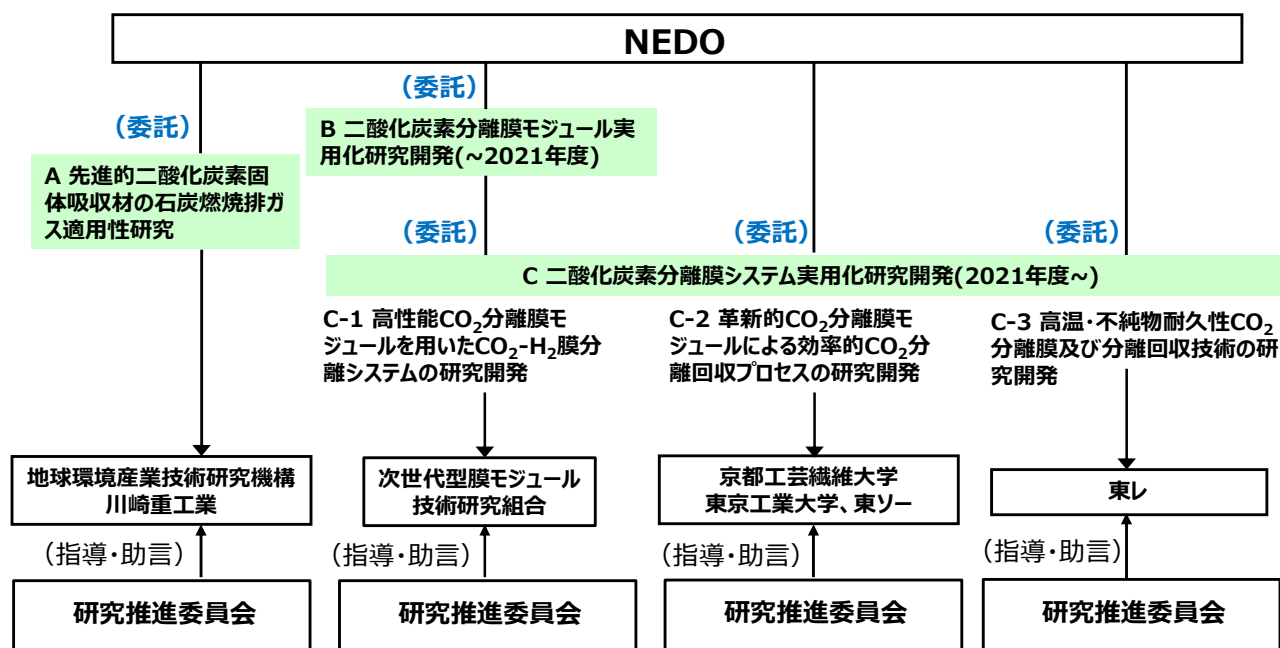 NEDO
（委託）
A 先進的二酸化炭素固
体吸収材の石炭燃焼排ガ
ス適用性研究
（委託）
B 二酸化炭素分離膜モジュール実
用化研究開発(~2021年度)
（委託）
（委託）
（委託）
C 二酸化炭素分離膜システム実用化研究開発(2021年度~)
C-1 高性能CO₂分離膜モ
ジュールを用いたCO₂-H₂膜分
離システムの研究開発
C-2 革新的CO₂分離膜モ
ジュールによる効率的CO₂分
離回収プロセスの研究開発
C-3 高温・不純物耐久性CO₂
分離膜及び分離回収技術の研
究開発
地球環境産業技術研究機構
川崎重工業
次世代型膜モジュール
技術研究組合
京都工芸繊維大学
東京工業大学、東ソー
東レ
（指導・助言）
（指導・助言）
（指導・助言）
（指導・助言）
研究推進委員会
研究推進委員会
研究推進委員会
研究推進委員会